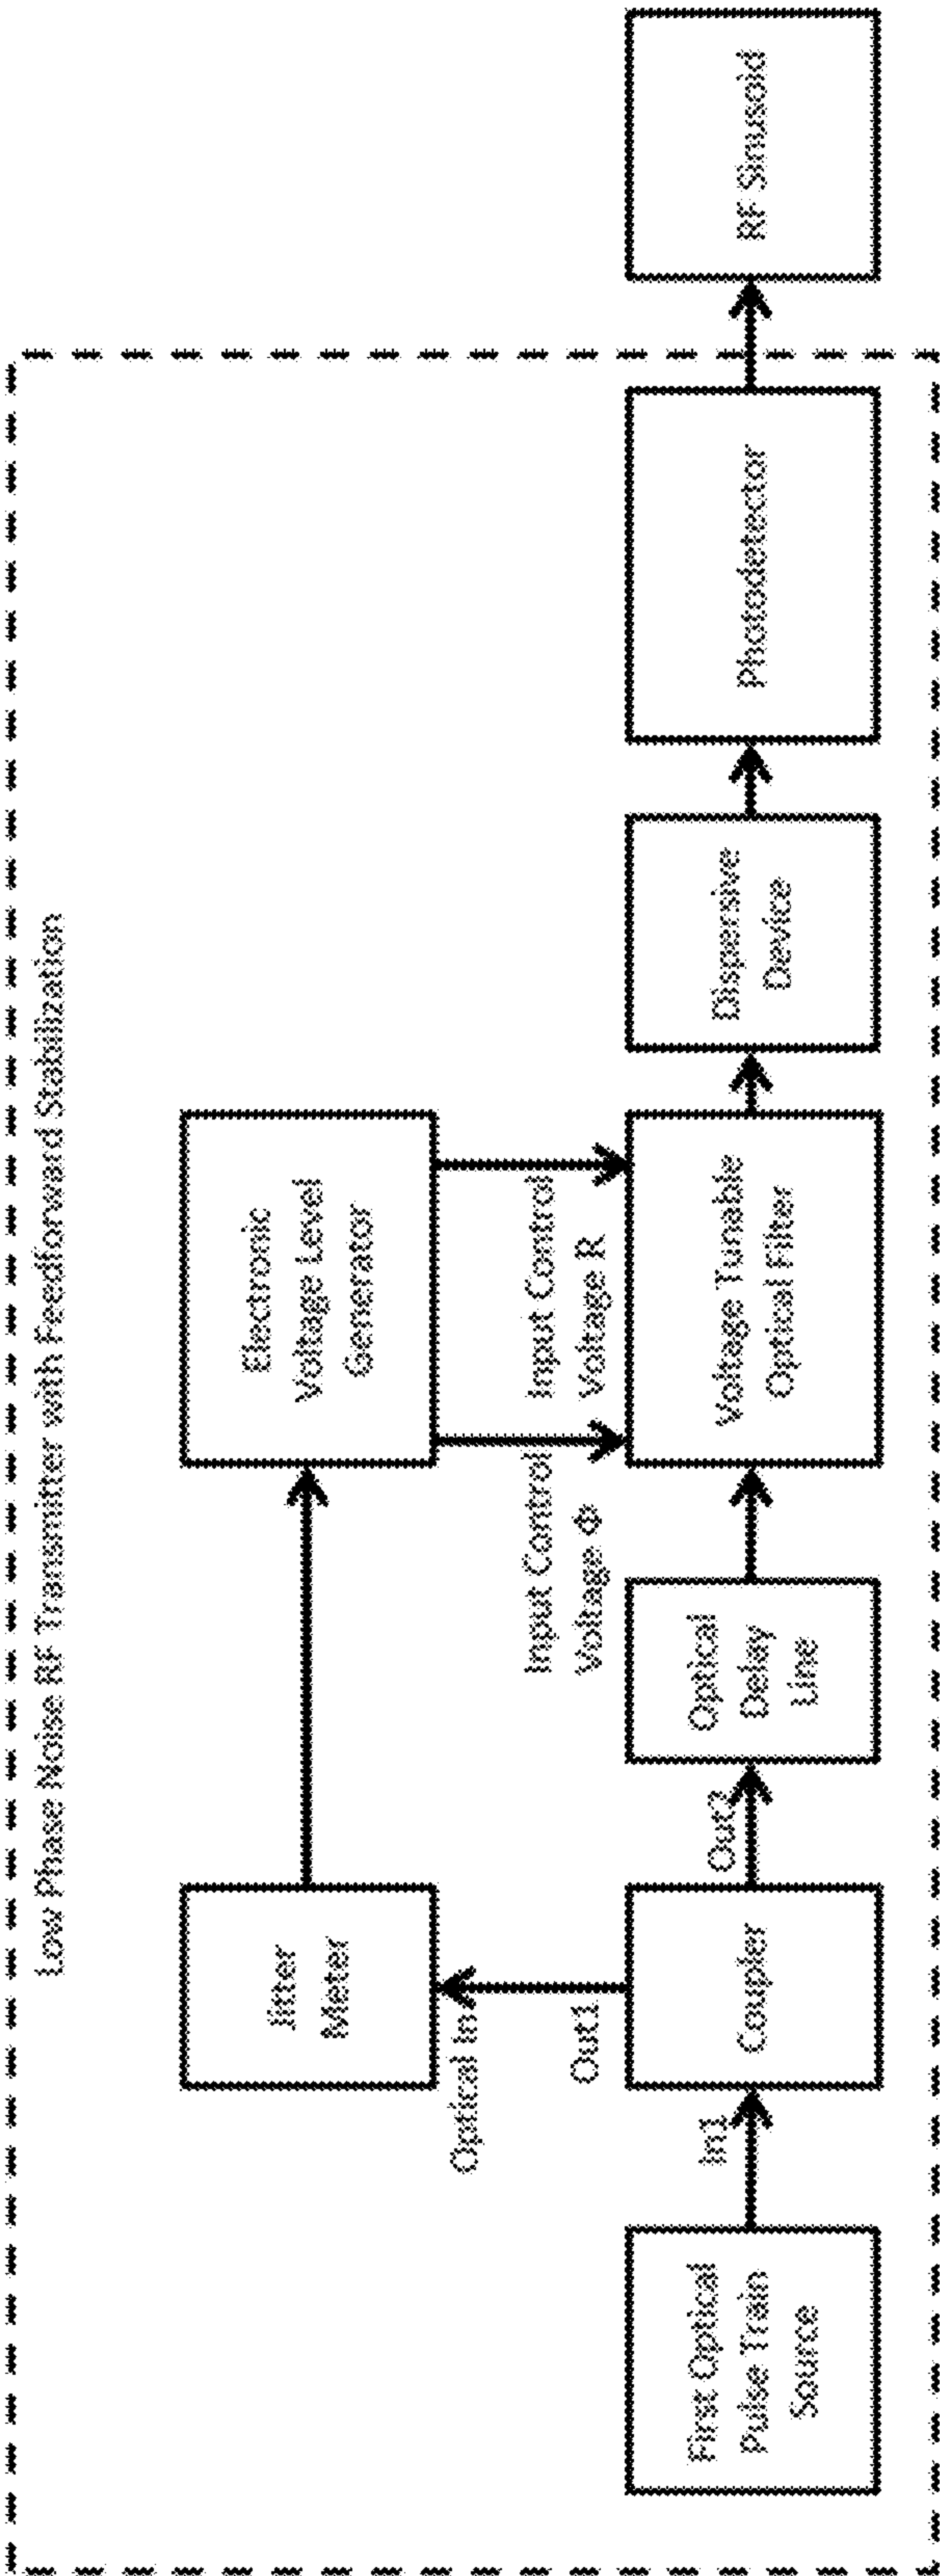 Low Phase Noise RF Transmitter with Feedforward Stabilization
Jitter
Meter
Electronic
Voltage Level
Generator
Optical In
Out1
Input Control
Voltage Φ
Input Control
Voltage R
First Optical
Pulse Train
Source
In1
Coupler
Out2
Optical
Delay
Line
Voltage Tunable
Optical Filter
Dispersive
Device
Photodetector
RF Sinusoid